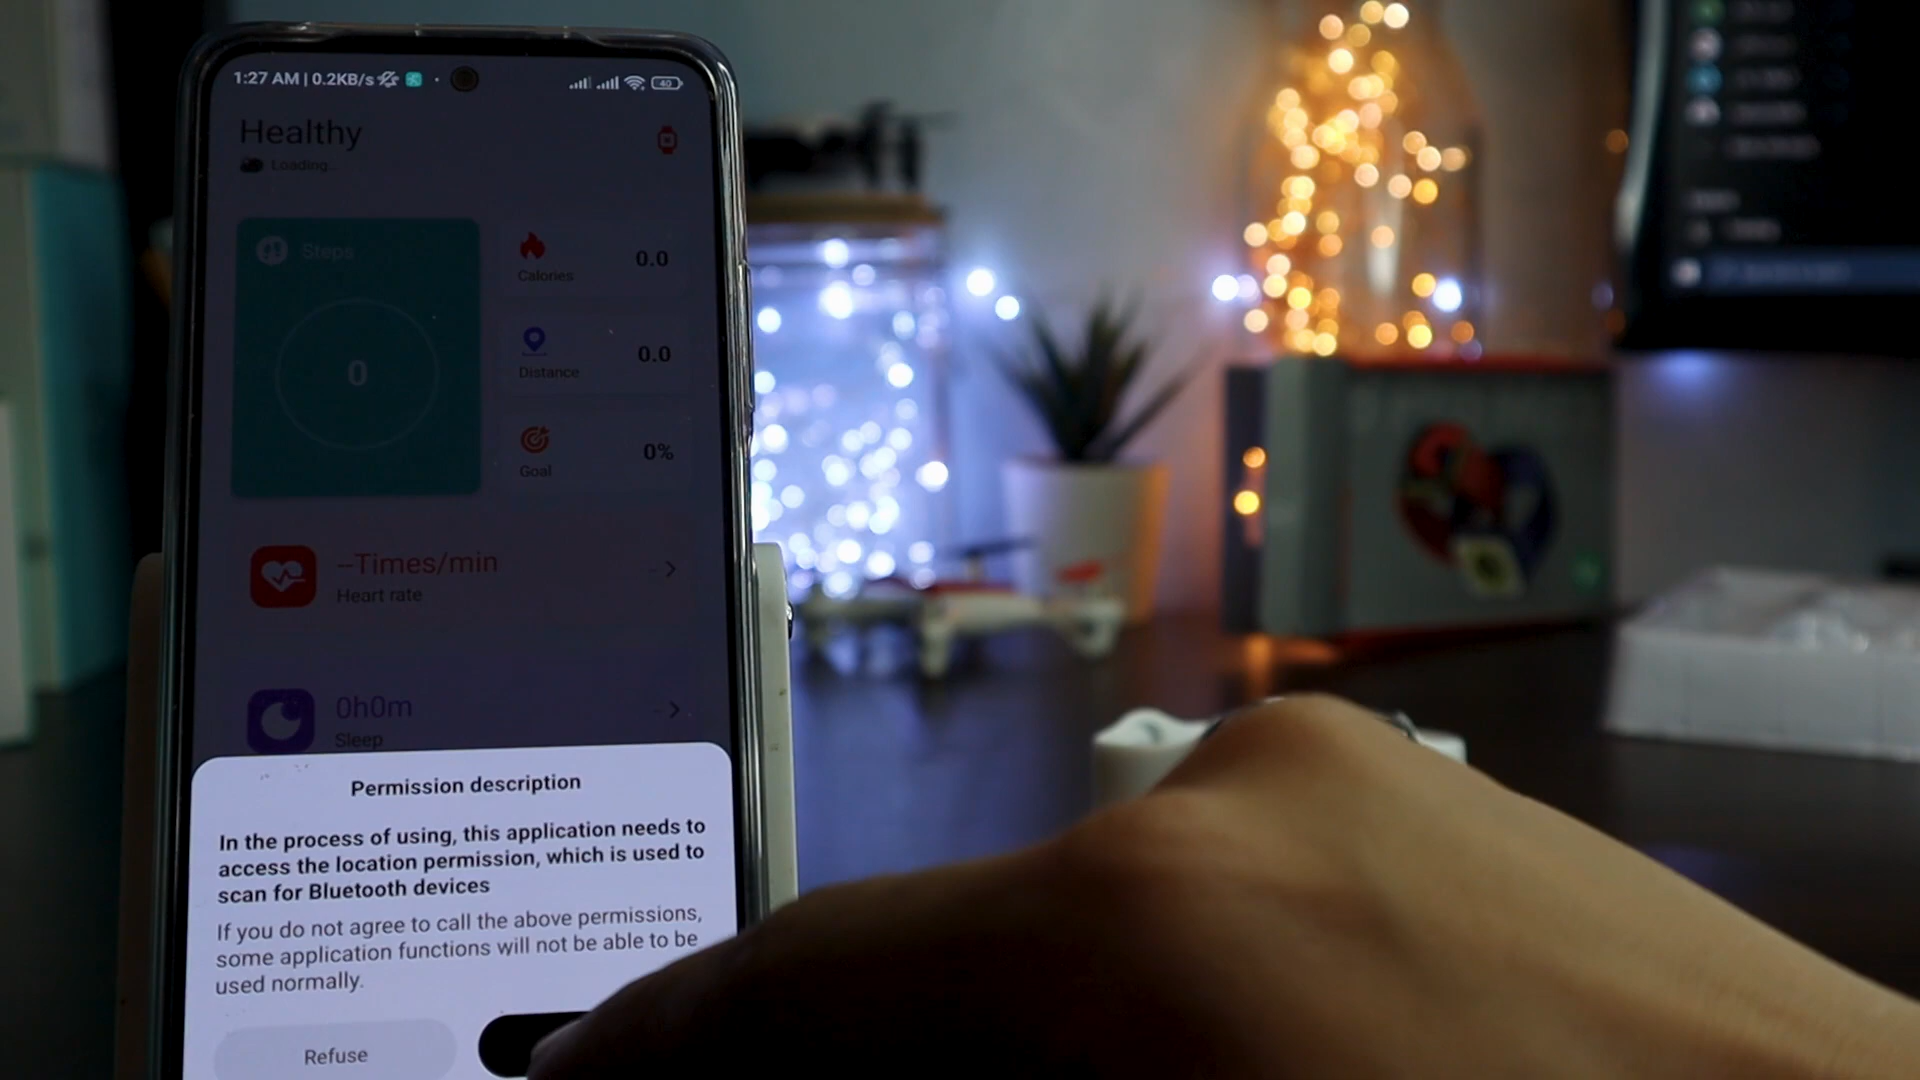 1:27 AM | 0.2KB/s
40
Healthy
Loading..
Steps
0
0.0
Calories
0.0
Distance
0%
Goal
--Times/min
Heart rate
0h0m
Sleep
Permission description
In the process of using, this application needs to
access the location permission, which is used to
scan for Bluetooth devices
If you do not agree to call the above permissions,
some application functions will not be able to be
used normally.
Refuse